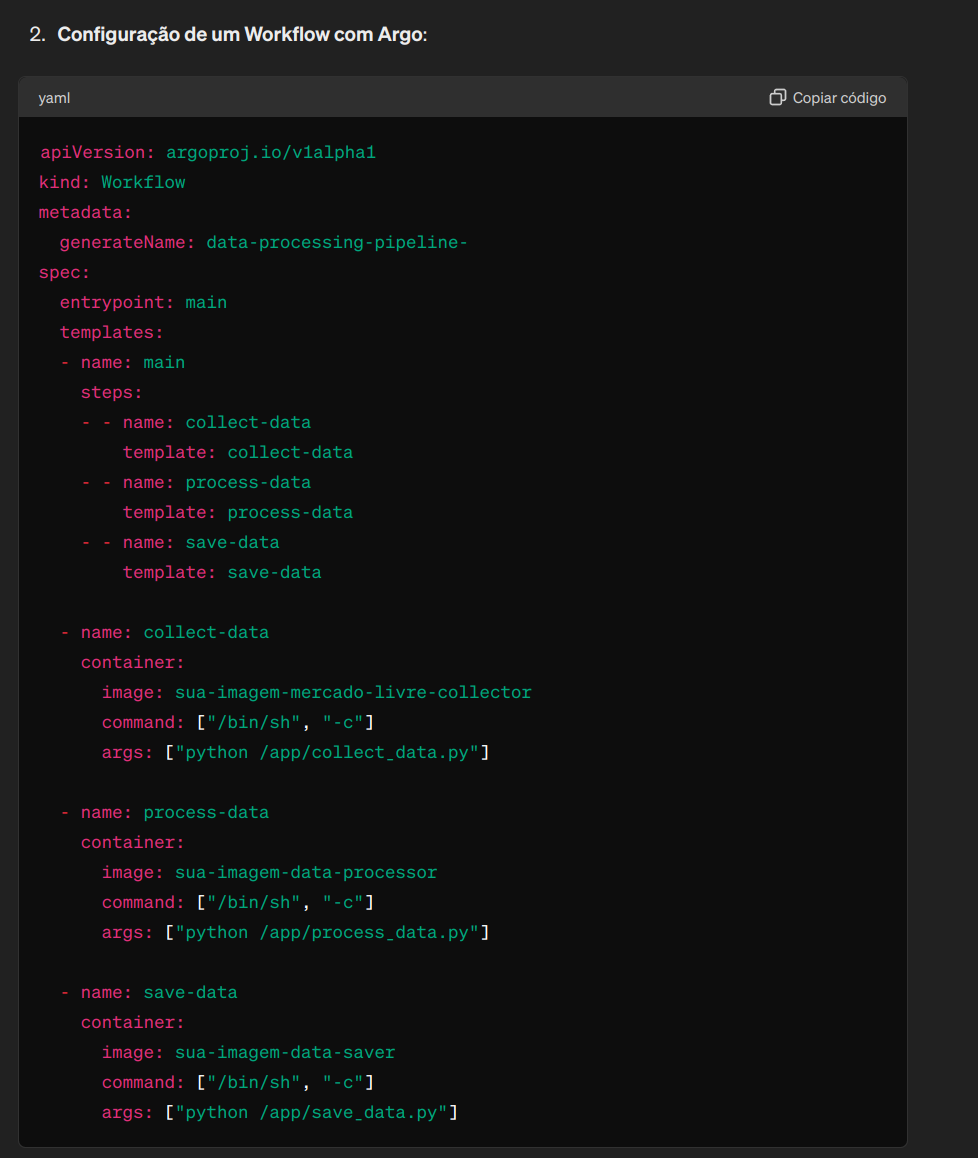 2. Configuração de um Workflow com Argo:
yaml
Copiar código
apiVersion: argoproj.io/v1alpha1
kind: Workflow
metadata:
  generateName: data-processing-pipeline-
spec:
  entrypoint: main
  templates:
  - name: main
    steps:
    - - name: collect-data
        template: collect-data
    - - name: process-data
        template: process-data
    - - name: save-data
        template: save-data

  - name: collect-data
    container:
      image: sua-imagem-mercado-livre-collector
      command: ["/bin/sh", "-c"]
      args: ["python /app/collect_data.py"]

  - name: process-data
    container:
      image: sua-imagem-data-processor
      command: ["/bin/sh", "-c"]
      args: ["python /app/process_data.py"]

  - name: save-data
    container:
      image: sua-imagem-data-saver
      command: ["/bin/sh", "-c"]
      args: ["python /app/save_data.py"]